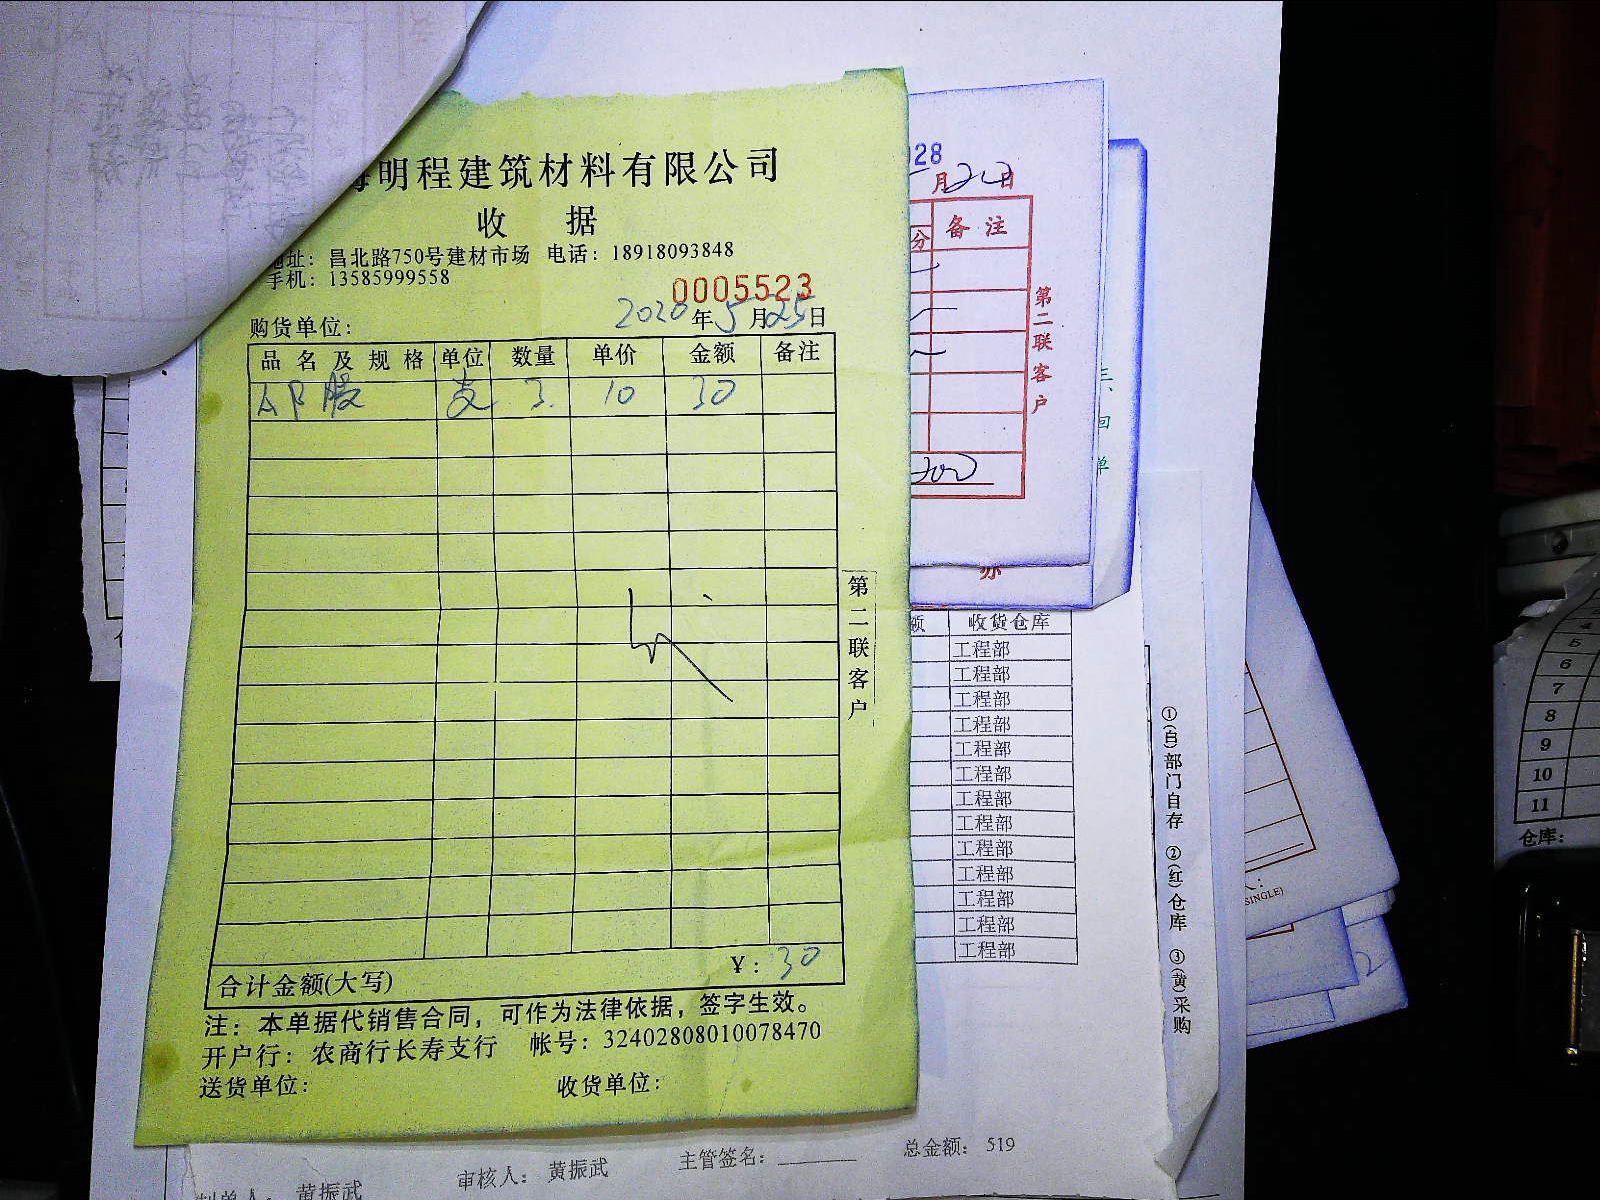 海明程建筑材料有限公司
收 据
地址：昌北路750号建材市场 电话：18918093848
手机：13585999558
0005523
购货单位：
2020年5月25日
品名及规格 单位 数量 单价 金额 备注
AB胶 支 3. 10 30
第二联客户
合计金额(大写) ￥：30
注：本单据代销售合同，可作为法律依据，签字生效。
开户行：农商行长寿支行 帐号：32402808010078470
送货单位： 收货单位：
028
月20日
分 备注
第二联客户
200
三、回单
额 收货仓库
工程部
工程部
工程部
工程部
工程部
工程部
工程部
工程部
工程部
工程部
工程部
工程部
工程部
①(白)部门自存 ②(红)仓库 ③(黄)采购
人：
SINGLE)
2
4
5
6
7
8
9
10
11
仓库：
制单人： 黄振武 审核人： 黄振武 主管签名： 总金额： 519